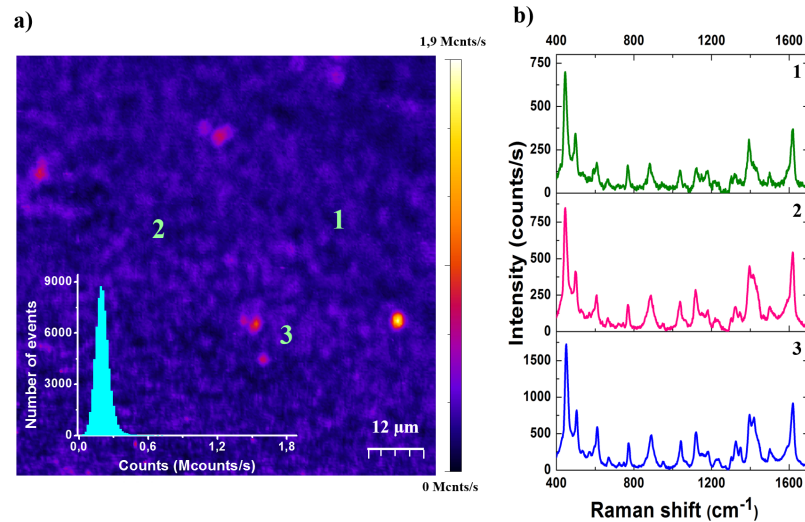 a)
1,9 Mcnts/s
1
2
3
9000
6000
3000
0
Number of events
0,0 0,6 1,2 1,8
Counts (Mcounts/s)
12 µm
0 Mcnts/s
b)
400 800 1200 1600
750
500
250
0
1
750
500
250
0
2
1500
1000
500
0
3
400 800 1200 1600
Intensity (counts/s)
Raman shift (cm⁻¹)